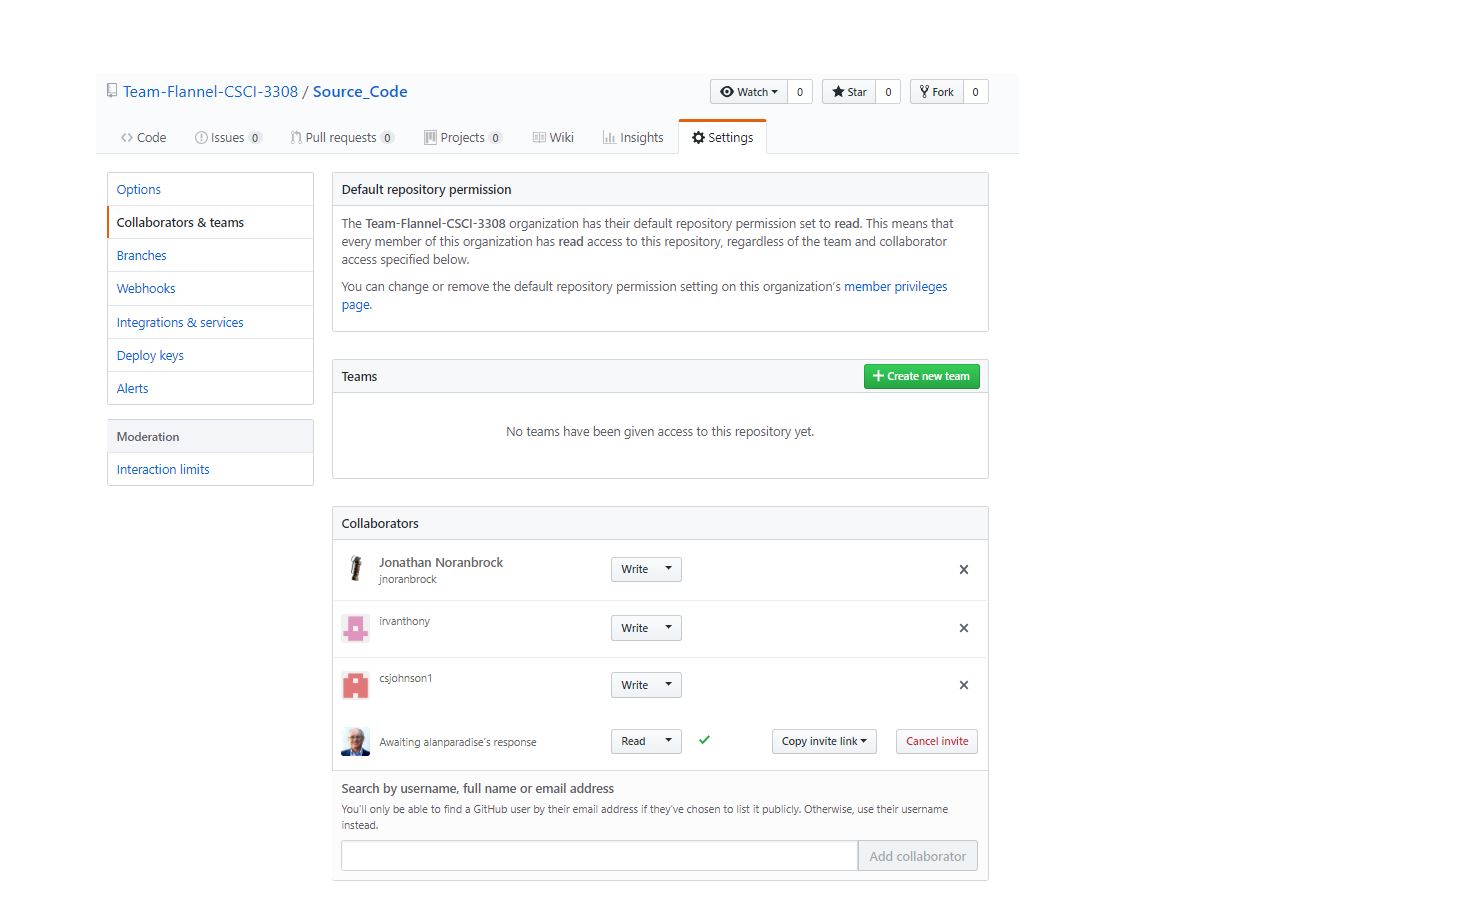 Team-Flannel-CSCI-3308 / Source_Code
Watch 0 Star 0 Fork 0
Code Issues 0 Pull requests 0 Projects 0 Wiki Insights Settings
Options
Collaborators & teams
Branches
Webhooks
Integrations & services
Deploy keys
Alerts
Moderation
Interaction limits
Default repository permission
The Team-Flannel-CSCI-3308 organization has their default repository permission set to read. This means that
every member of this organization has read access to this repository, regardless of the team and collaborator
access specified below.
You can change or remove the default repository permission setting on this organization's member privileges
page.
Teams
Create new team
No teams have been given access to this repository yet.
Collaborators
Jonathan Noranbrock
jnoranbrock
Write
irvanthony
Write
csjohnson1
Write
Awaiting alanparadise's response
Read
Copy invite link
Cancel invite
Search by username, full name or email address
You'll only be able to find a GitHub user by their email address if they've chosen to list it publicly. Otherwise, use their username
instead.
Add collaborator